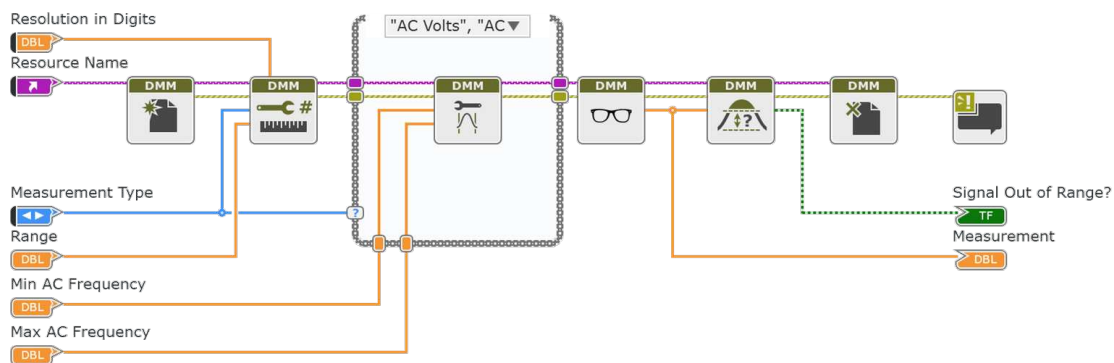 Resolution in Digits
DBL
Resource Name
"AC Volts", "AC
DMM
DMM
#
DMM
DMM
DMM
?
DMM
!
Measurement Type
?
Signal Out of Range?
TF
Range
DBL
Measurement
DBL
Min AC Frequency
DBL
Max AC Frequency
DBL